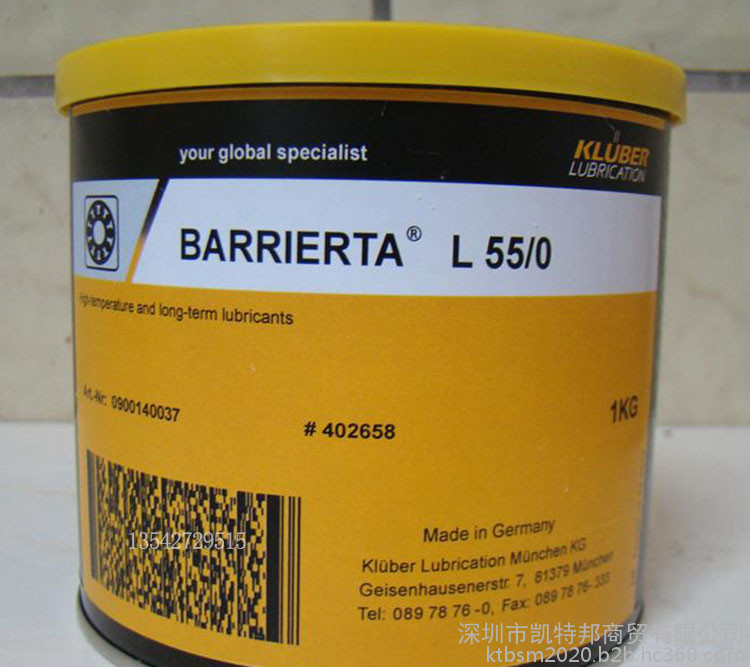 your global specialist
KLÜBER
LUBRICATION
BARRIERTA® L 55/0
High-temperature and long-term lubricants
Art.-Nr: 0900140037
# 402658
1KG
13542729515
Made in Germany
Klüber Lubrication München KG
Geisenhausenerstr. 7, 81379 München
Tel: 089 78 76-0, Fax: 089 78 76-333
深圳市凯特邦商贸有限公司
ktbsm2020.b2b.hc360.com